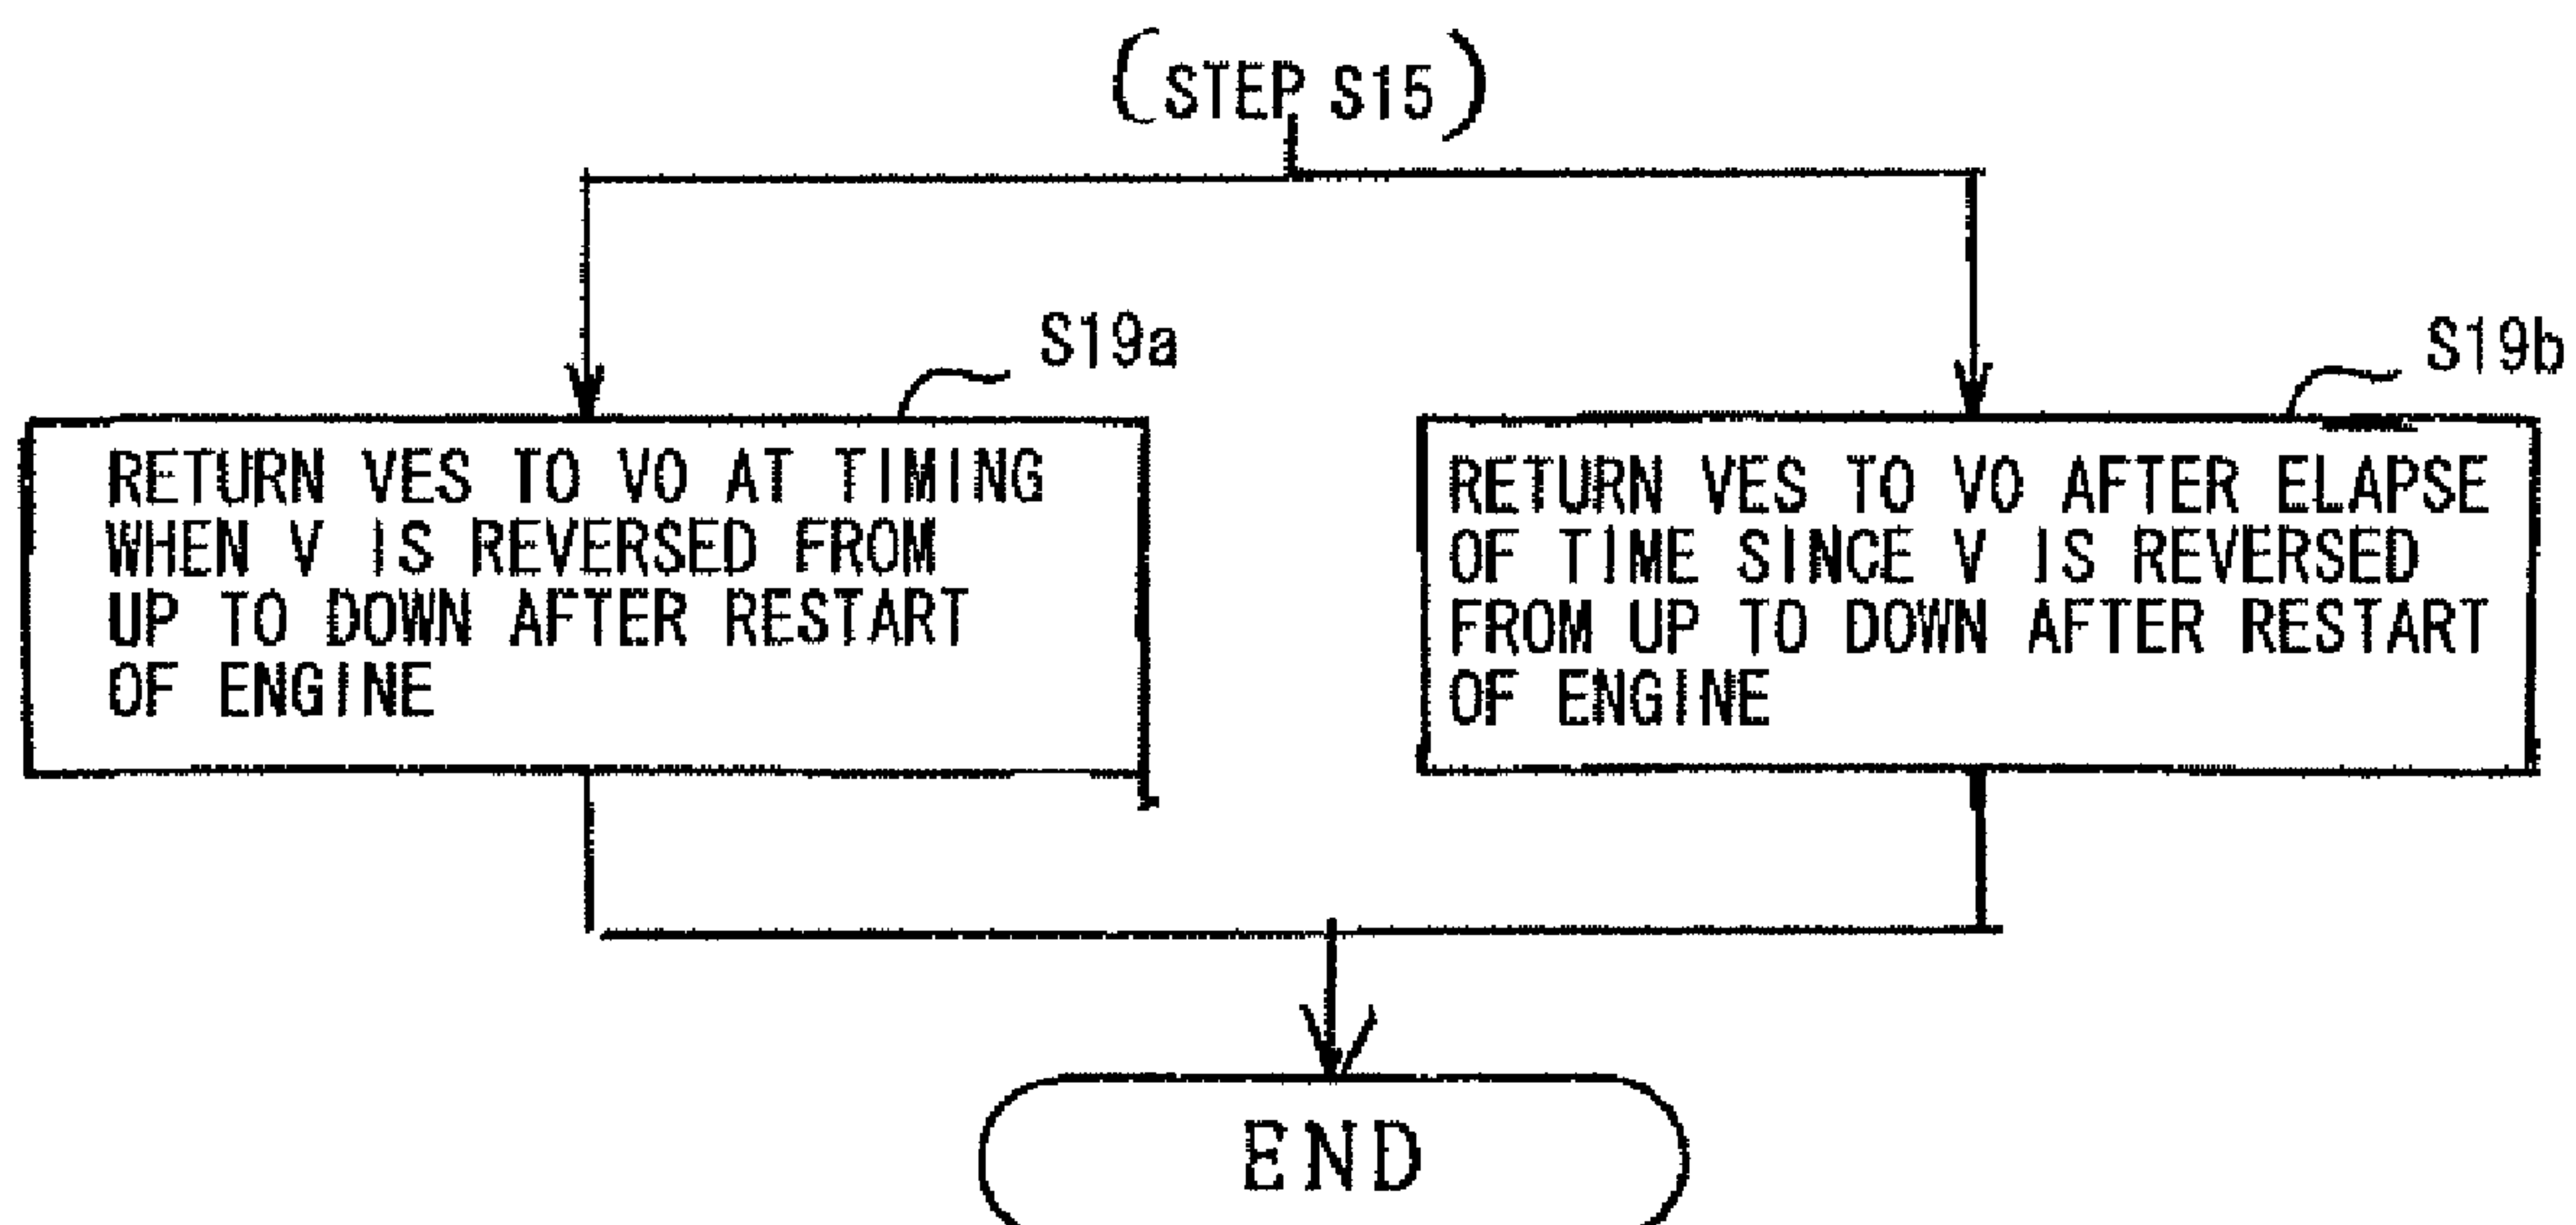 (STEP S15)
S19a
RETURN VES TO VO AT TIMING
WHEN V IS REVERSED FROM
UP TO DOWN AFTER RESTART
OF ENGINE
S19b
RETURN VES TO VO AFTER ELAPSE
OF TIME SINCE V IS REVERSED
FROM UP TO DOWN AFTER RESTART
OF ENGINE
END